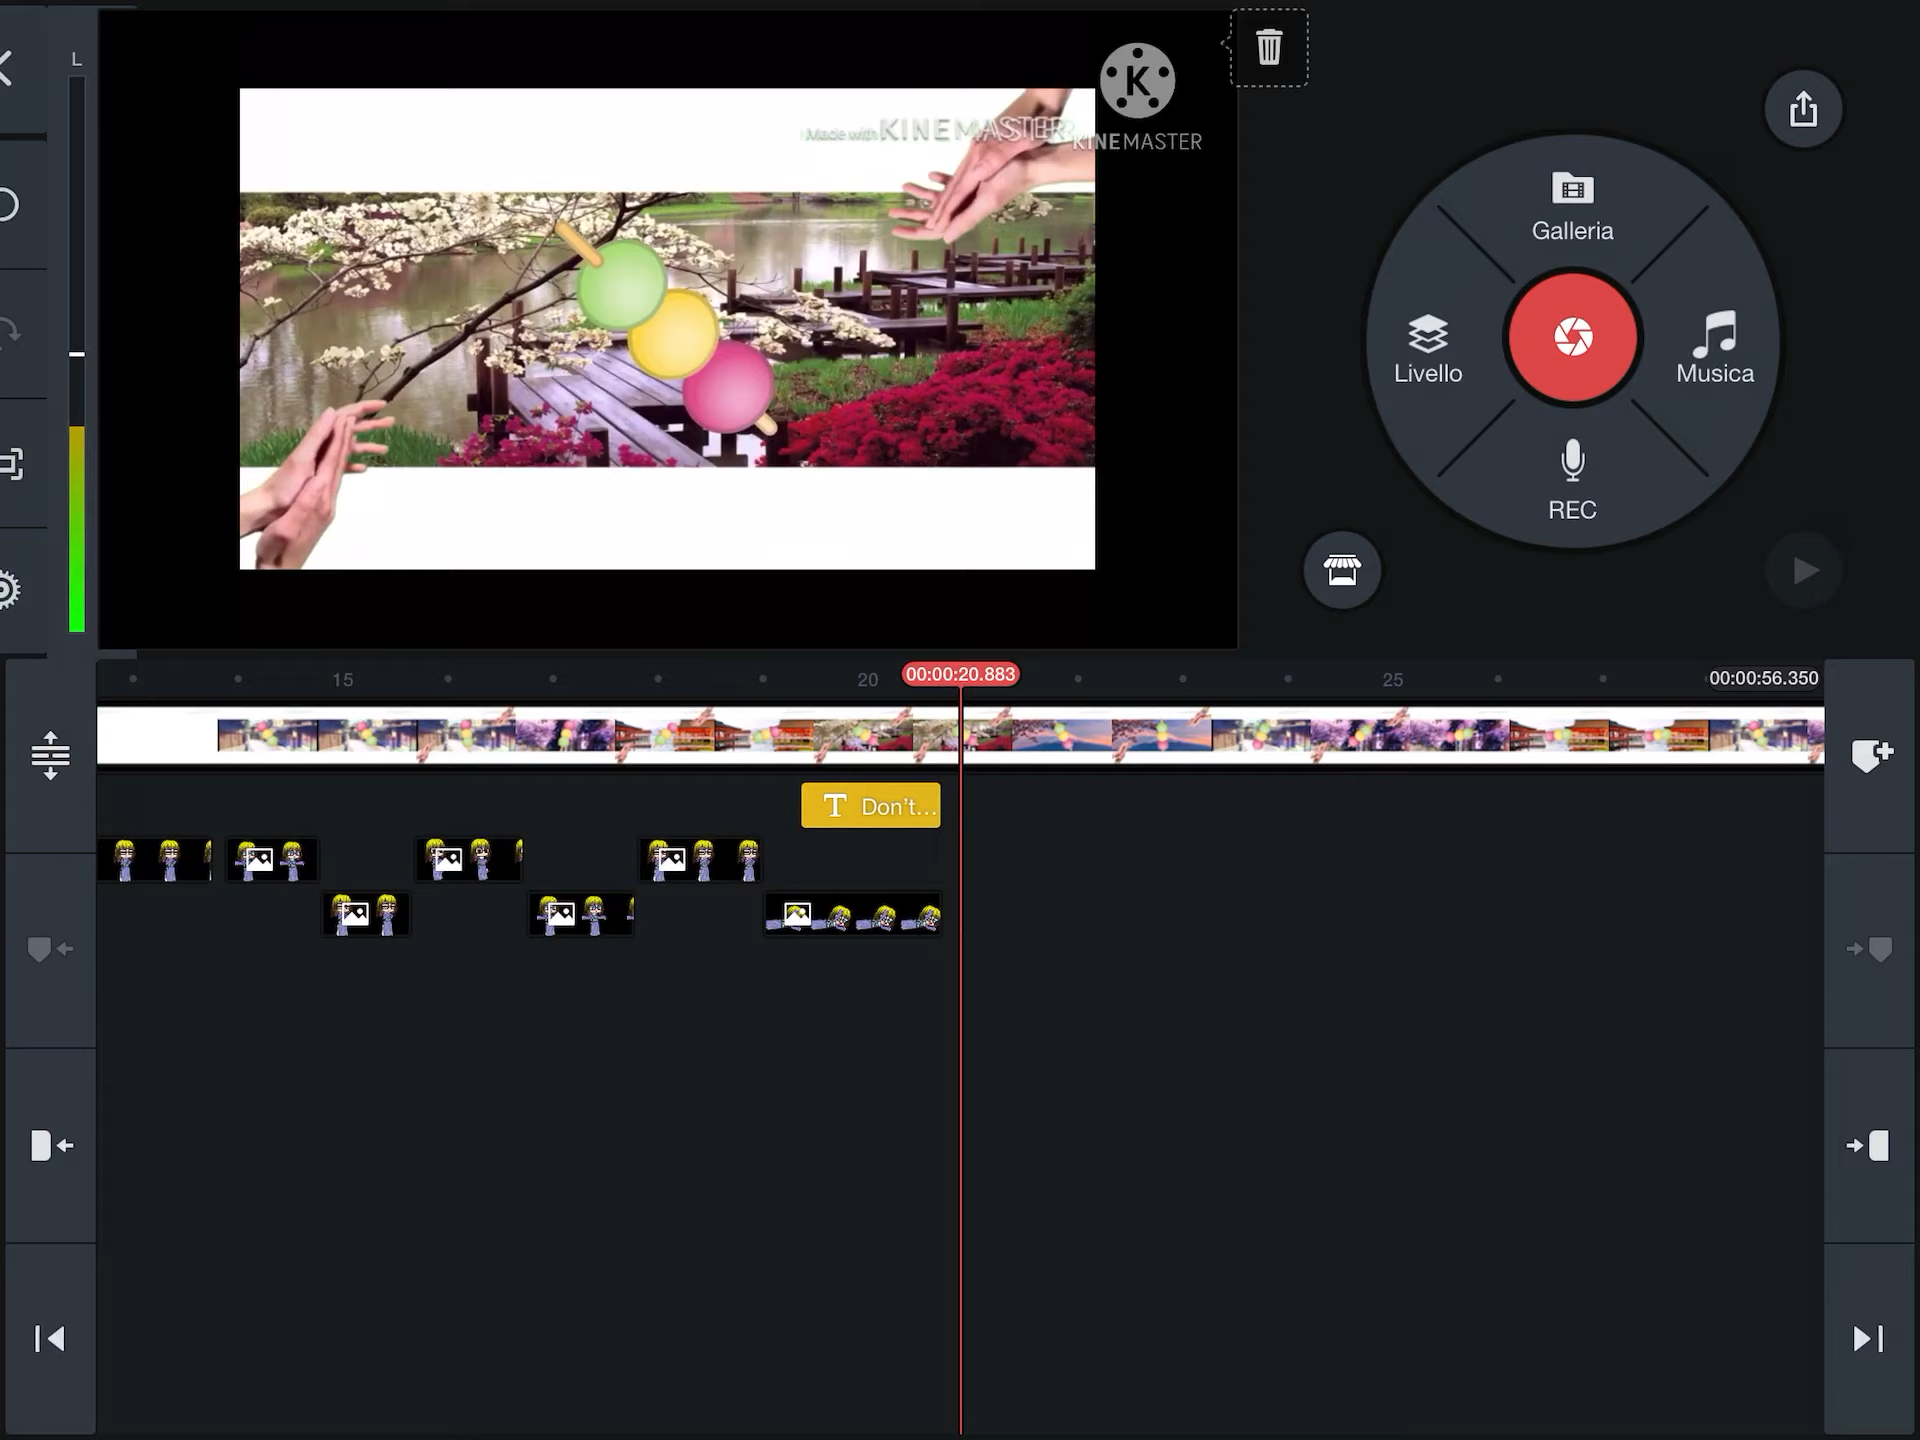 L
Made with KINEMASTER
K
KINEMASTER
Galleria
Livello
Musica
REC
15
20
00:00:20.883
25
00:00:56.350
T Don't...